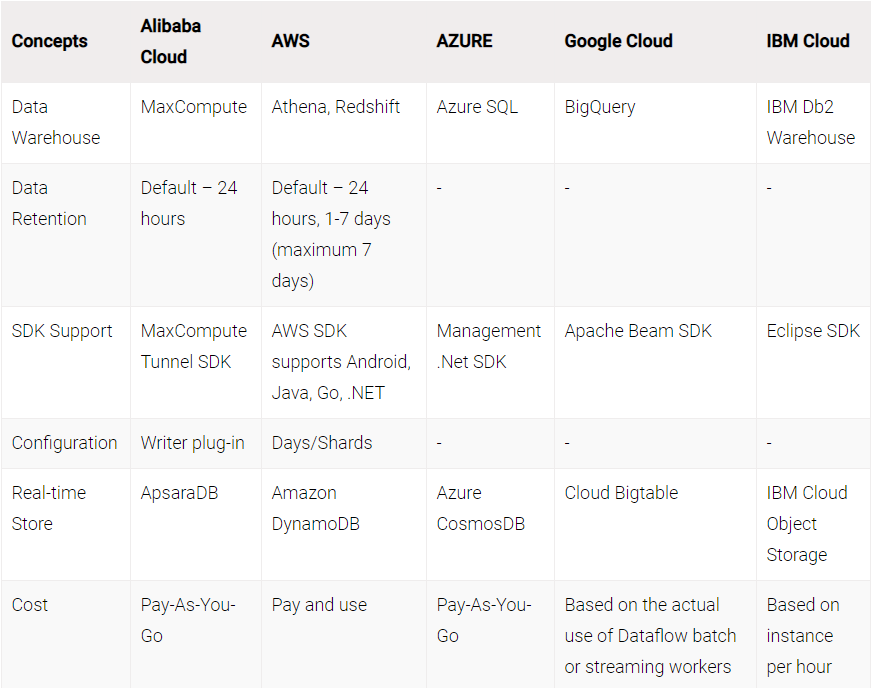 Concepts
Alibaba
Cloud
AWS
AZURE
Google Cloud
IBM Cloud
Data
Warehouse
MaxCompute
Athena, Redshift
Azure SQL
BigQuery
IBM Db2
Warehouse
Data
Retention
Default – 24
hours
Default – 24
hours, 1-7 days
(maximum 7
days)
-
-
-
SDK Support
MaxCompute
Tunnel SDK
AWS SDK
supports Android,
Java, Go, .NET
Management
.Net SDK
Apache Beam SDK
Eclipse SDK
Configuration
Writer plug-in
Days/Shards
-
-
-
Real-time
Store
ApsaraDB
Amazon
DynamoDB
Azure
CosmosDB
Cloud Bigtable
IBM Cloud
Object
Storage
Cost
Pay-As-You-
Go
Pay and use
Pay-As-You-
Go
Based on the actual
use of Dataflow batch
or streaming workers
Based on
instance
per hour